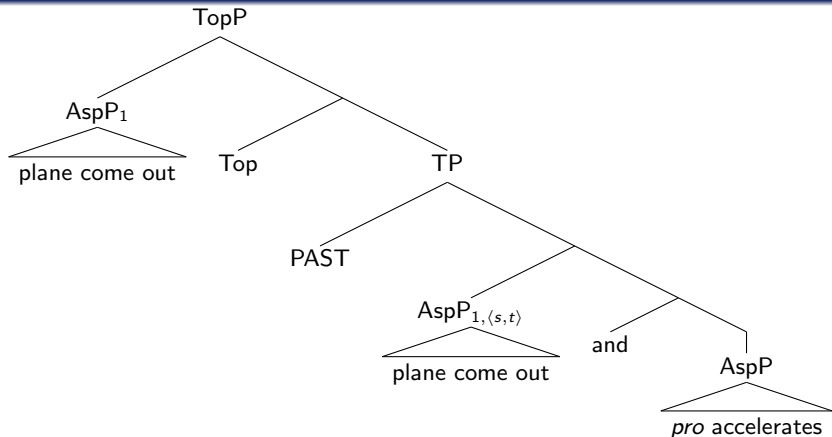 TopP
AspP₁
plane come out
Top
TP
PAST
AspP₁,⟨s,t⟩
plane come out
and
AspP
pro accelerates